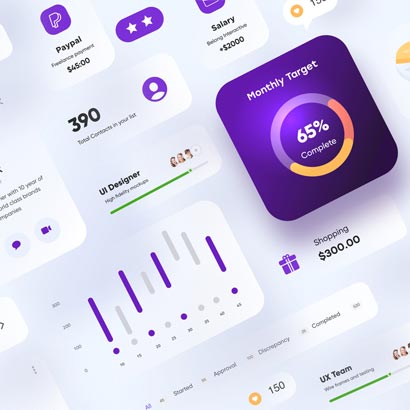 Paypal
Freelance payment
$45:00
Salary
Belong Interactive
+$2000
150
Monthly Target
65%
Complete
390
Total Contacts in your list
UI Designer
High fidelity mockups
ner with 10 year of
orld class brands
mpanies
Shopping
$300.00
300
200
100
0
10
15
20
25
30
35
40
45
All
45
Started
Approval
Discrepancy
Completed
150
UX Team
Wire frames and testing